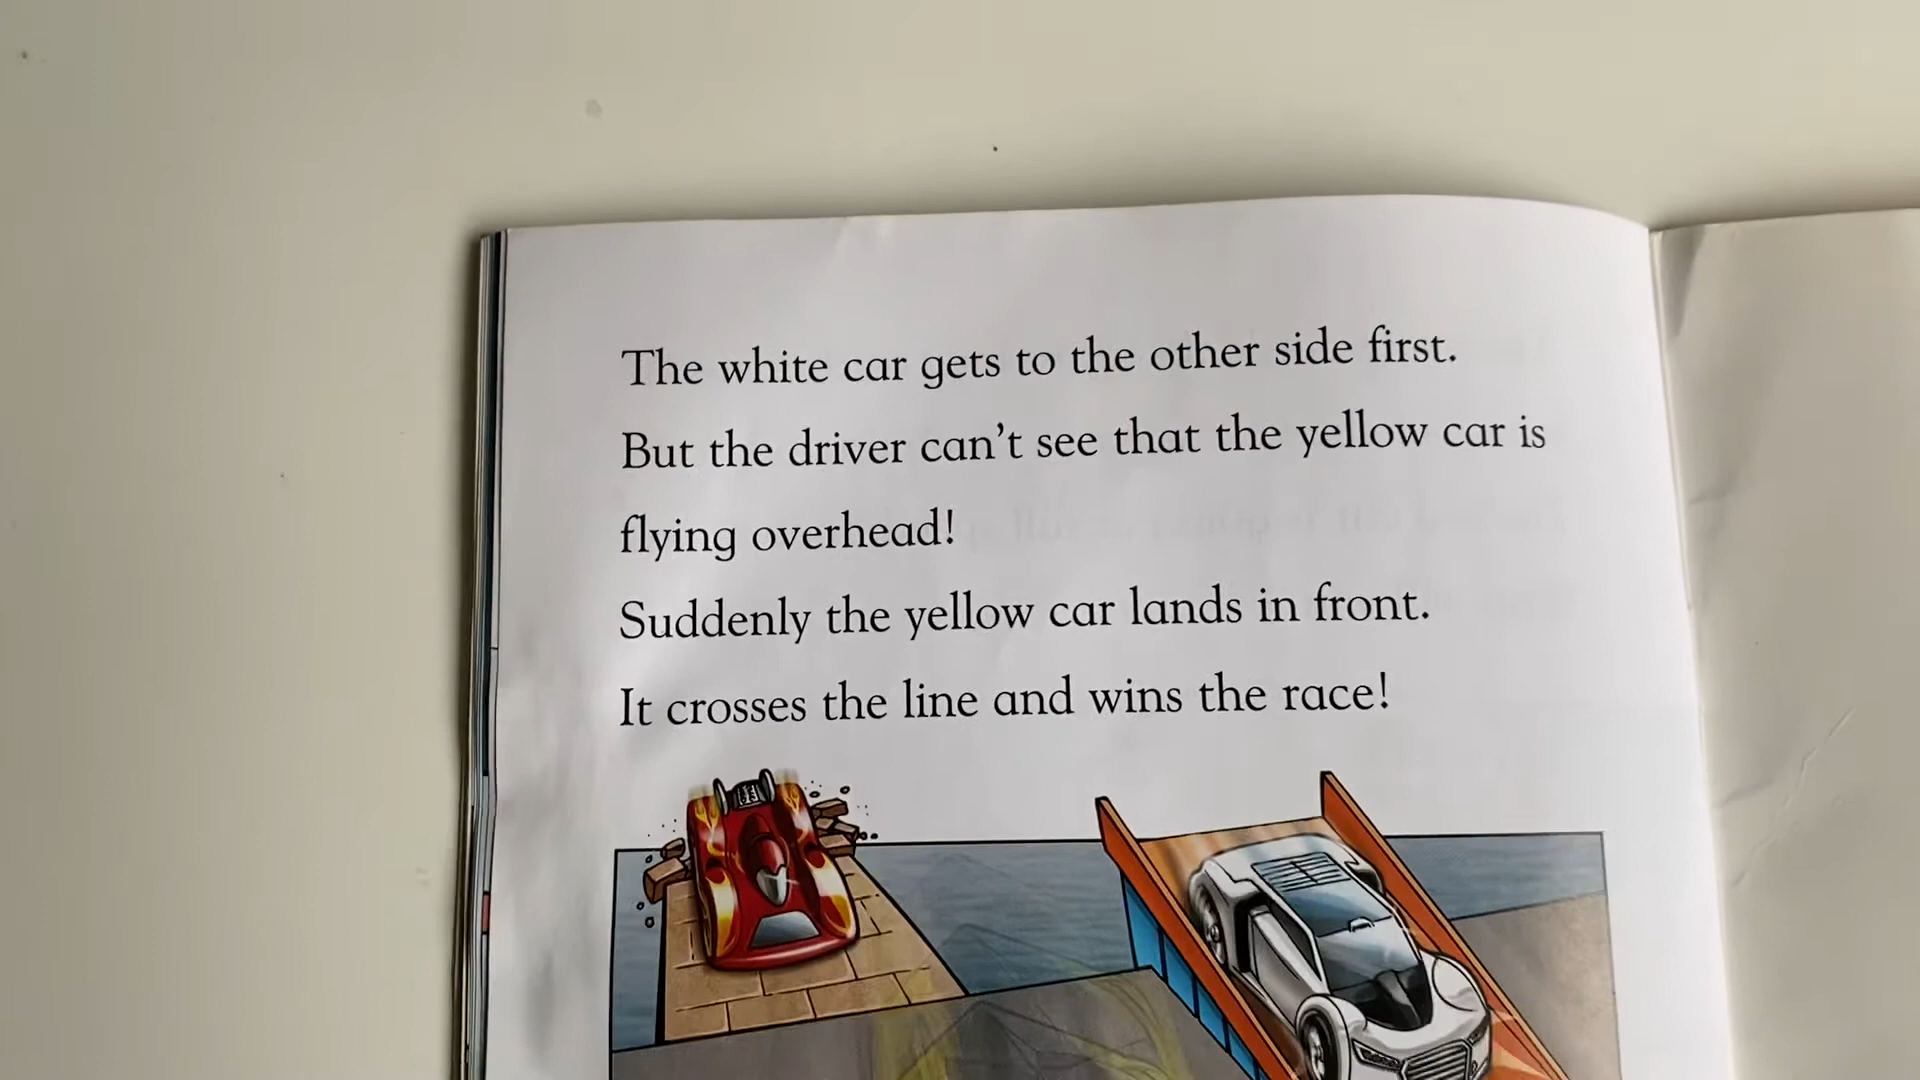 The white car gets to the other side first.
But the driver can't see that the yellow car is
flying overhead!
Suddenly the yellow car lands in front.
It crosses the line and wins the race!